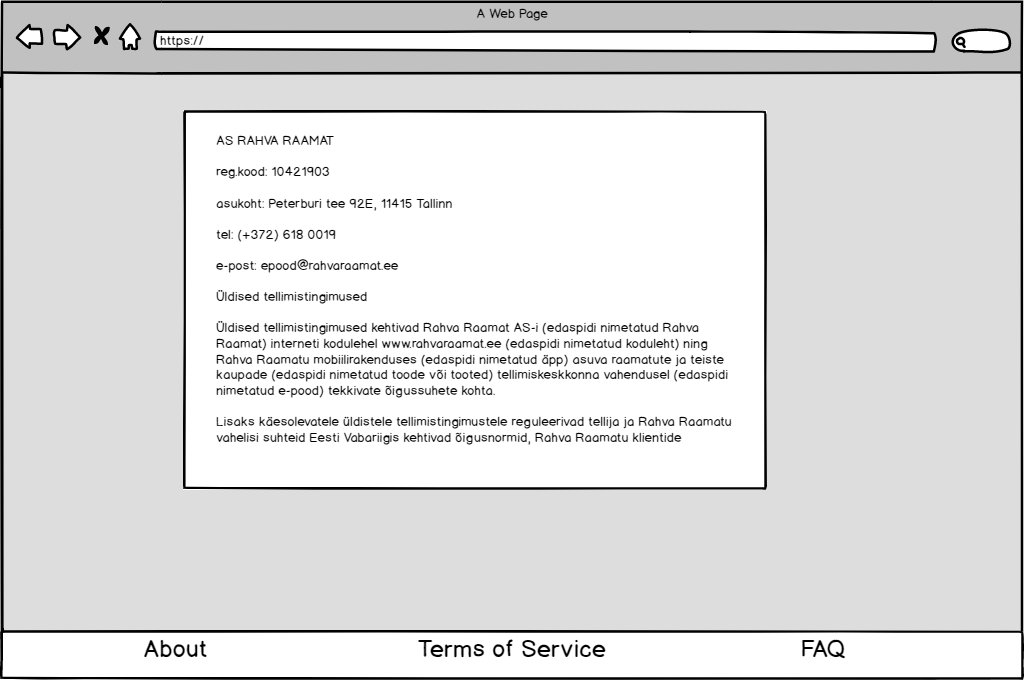 A Web Page
https://
AS RAHVA RAAMAT
reg.kood: 10421903
asukoht: Peterburi tee 92E, 11415 Tallinn
tel: (+372) 618 0019
e-post: epood@rahvaraamat.ee
Üldised tellimistingimused
Üldised tellimistingimused kehtivad Rahva Raamat AS-i (edaspidi nimetatud Rahva
Raamat) interneti kodulehel www.rahvaraamat.ee (edaspidi nimetatud koduleht) ning
Rahva Raamatu mobiilirakenduses (edaspidi nimetatud äpp) asuva raamatute ja teiste
kaupade (edaspidi nimetatud toode või tooted) tellimiskeskkonna vahendusel (edaspidi
nimetatud e-pood) tekkivate õigussuhete kohta.
Lisaks käesolevatele üldistele tellimistingimustele reguleerivad tellija ja Rahva Raamatu
vahelisi suhteid Eesti Vabariigis kehtivad õigusnormid, Rahva Raamatu klientide
About
Terms of Service
FAQ